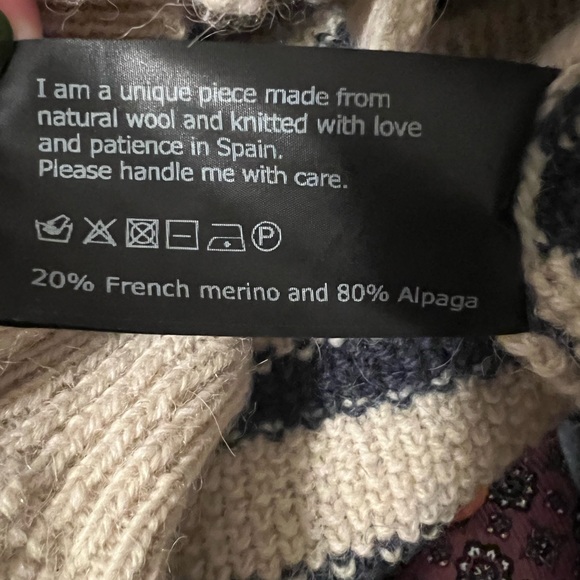 I am a unique piece made from
natural wool and knitted with love
and patience in Spain.
Please handle me with care.
P
20% French merino and 80% Alpaga